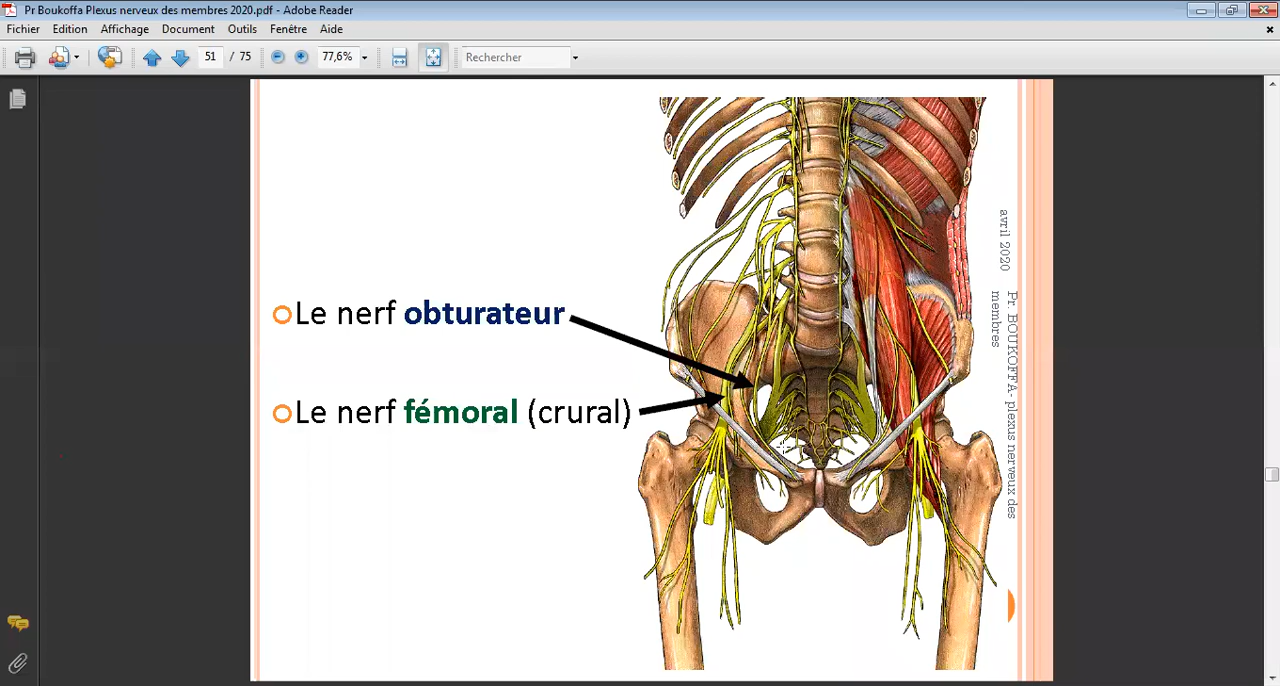 Pr Boukoffa Plexus nerveux des membres 2020.pdf - Adobe Reader
Fichier Edition Affichage Document Outils Fenêtre Aide
51 / 75 77,6% Rechercher
Le nerf obturateur
Le nerf fémoral (crural)
avril 2020
Pr BOUKOFFA- plexus nerveux des
membres